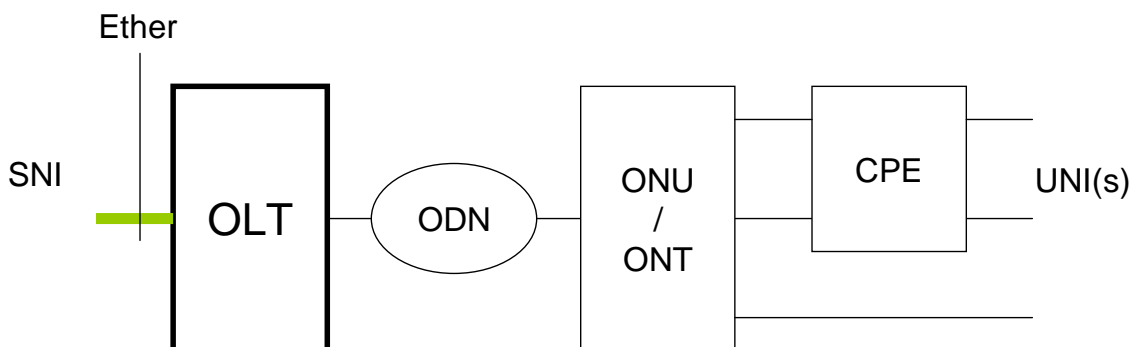 Ether
SNI
OLT
ODN
ONU
/
ONT
CPE
UNI(s)